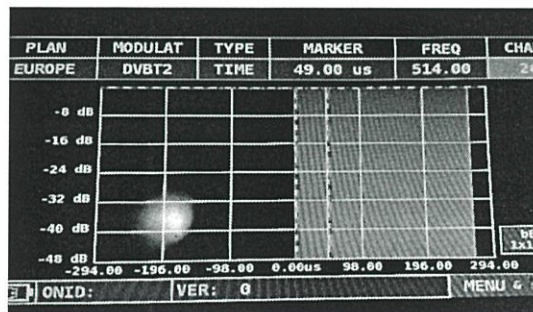 PLAN MODULAT TYPE MARKER FREQ
EUROPE DVBT2 TIME 49.00 us 514.00
-8 dB
-16 dB
-24 dB
-32 dB
-40 dB
-48 dB
-294.00 -196.00 -98.00 0.00us 98.00 196.00 294.00
ONID: VER: 0 MENU &